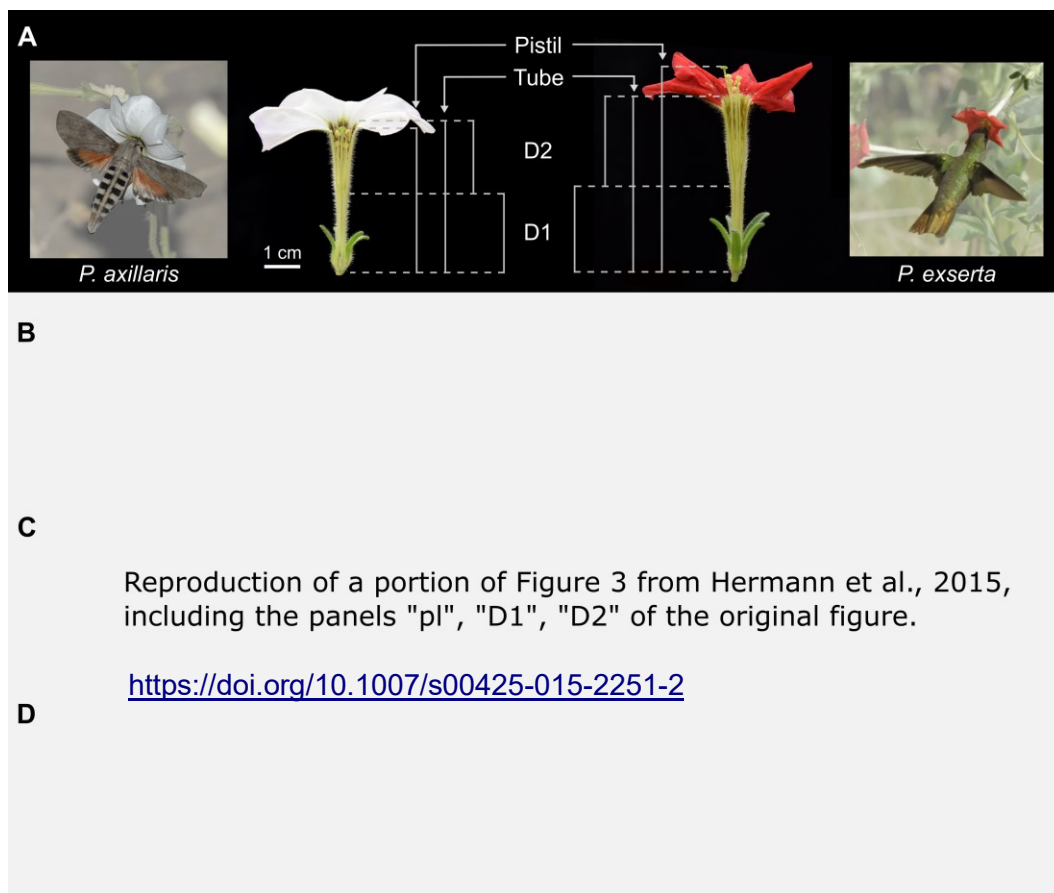 A
Pistil
Tube
D2
D1
1 cm
P. axillaris
P. exserta
B
C
Reproduction of a portion of Figure 3 from Hermann et al., 2015,
including the panels "pl", "D1", "D2" of the original figure.
https://doi.org/10.1007/s00425-015-2251-2
D